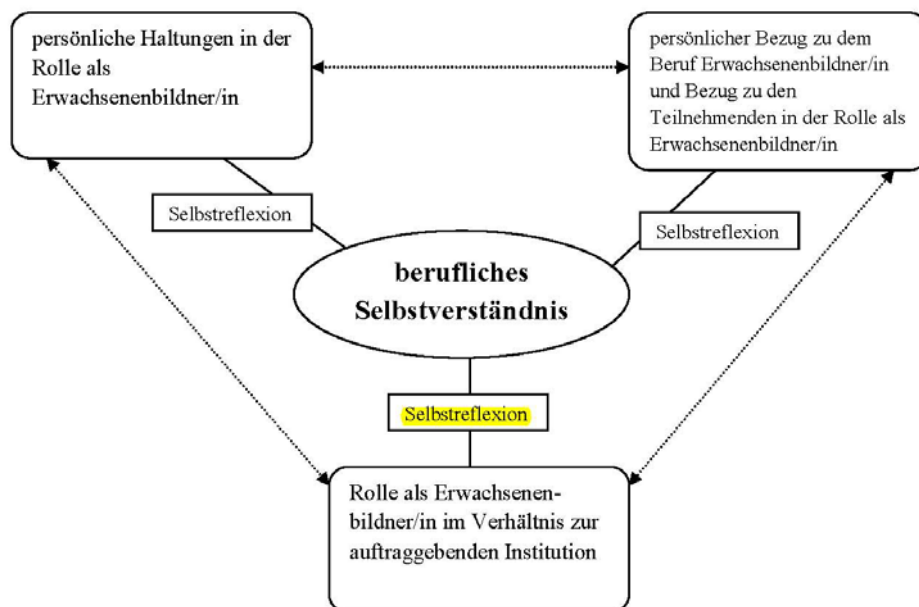 persönliche Haltungen in der
Rolle als
Erwachsenenbildner/in
persönlicher Bezug zu dem
Beruf Erwachsenenbildner/in
und Bezug zu den
Teilnehmenden in der Rolle als
Erwachsenenbildner/in
Selbstreflexion
Selbstreflexion
berufliches
Selbstverständnis
Selbstreflexion
Rolle als Erwachsenen-
bildner/in im Verhältnis zur
auftraggebenden Institution